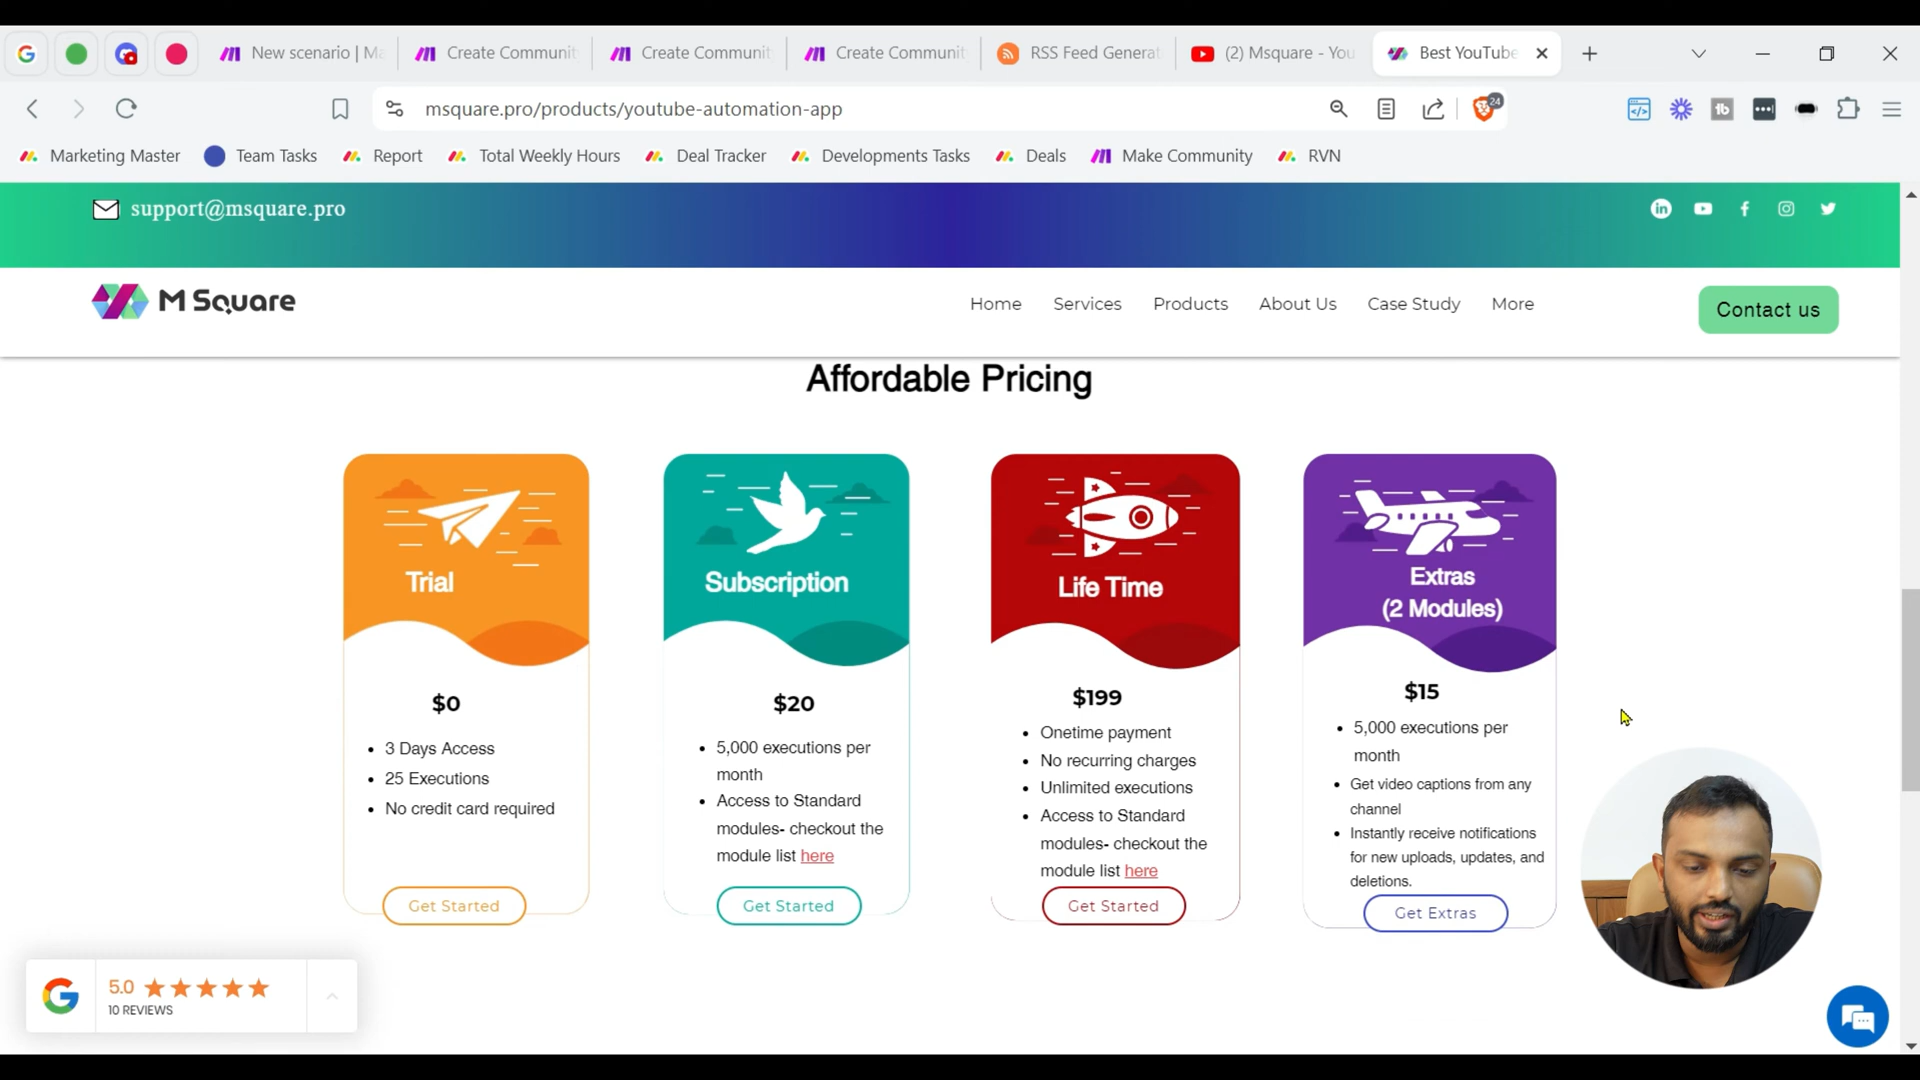 New scenario | Ma
Create Communit
Create Communit
Create Communit
RSS Feed Generat
(2) Msquare - You
Best YouTube
msquare.pro/products/youtube-automation-app
24
Marketing Master
Team Tasks
Report
Total Weekly Hours
Deal Tracker
Developments Tasks
Deals
Make Community
RVN
support@msquare.pro
M Square
Home
Services
Products
About Us
Case Study
More
Contact us
Affordable Pricing
Trial
$0
3 Days Access
25 Executions
No credit card required
Get Started
Subscription
$20
5,000 executions per
month
Access to Standard
modules- checkout the
module list here
Get Started
Life Time
$199
Onetime payment
No recurring charges
Unlimited executions
Access to Standard
modules- checkout the
module list here
Get Started
Extras
(2 Modules)
$15
5,000 executions per
month
Get video captions from any
channel
Instantly receive notifications
for new uploads, updates, and
deletions.
Get Extras
5.0
10 REVIEWS